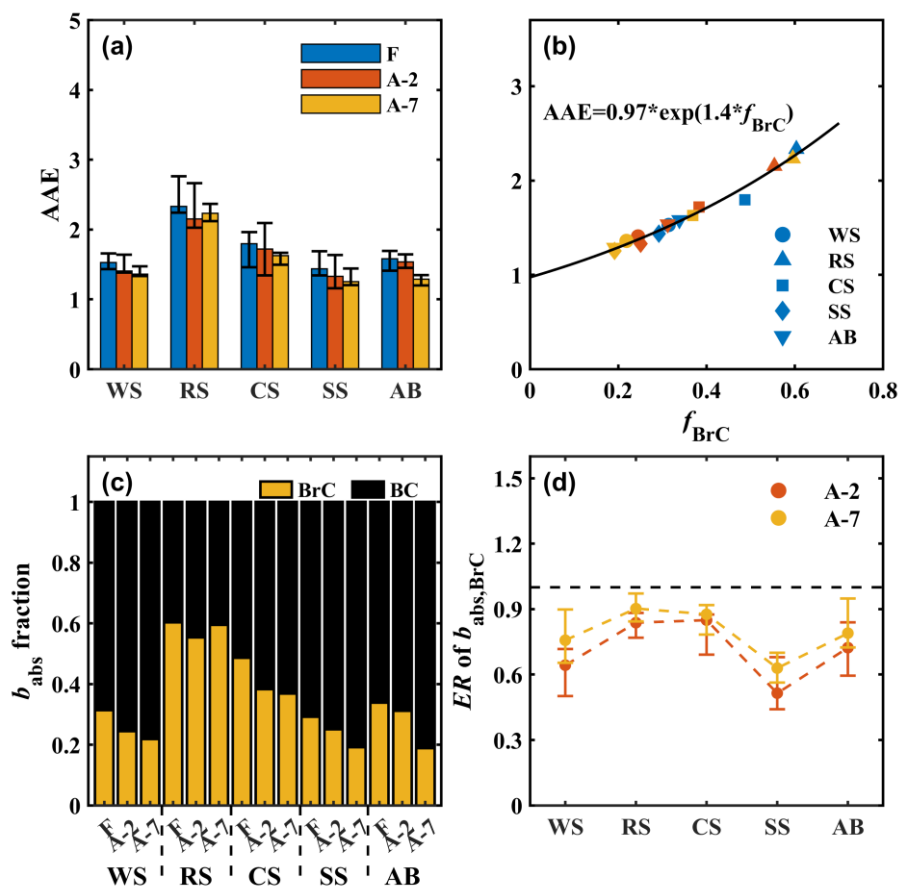 (a)
5
4
3
2
1
0
AAE
F
A-2
A-7
WS RS CS SS AB
(b)
3
2
1
0
AAE=0.97*exp(1.4*fBrC)
WS
RS
CS
SS
AB
0 0.2 0.4 0.6 0.8
fBrC
(c)
BrC BC
1
0.8
0.6
0.4
0.2
0
babs fraction
F A-2 A-7 F A-2 A-7 F A-2 A-7 F A-2 A-7 F A-2 A-7
WS RS CS SS AB
(d)
A-2
A-7
1.5
1.2
0.9
0.6
0.3
0
ER of babs,BrC
WS RS CS SS AB